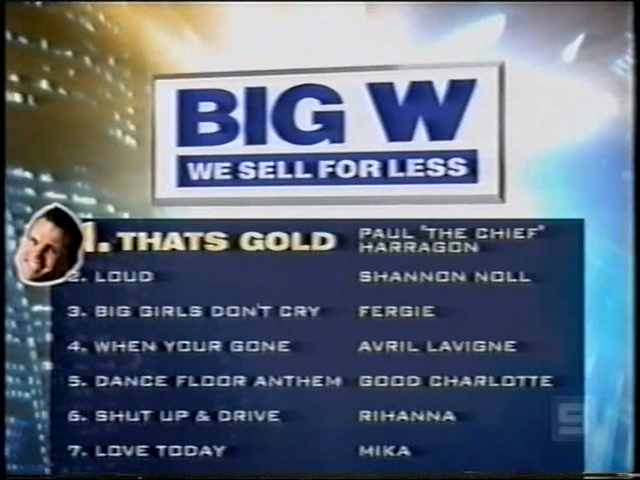 BIG W
WE SELL FOR LESS
1. THATS GOLD PAUL "THE CHIEF" HARRAGON
2. LOUD SHANNON NOLL
3. BIG GIRLS DON'T CRY FERGIE
4. WHEN YOUR GONE AVRIL LAVIGNE
5. DANCE FLOOR ANTHEM GOOD CHARLOTTE
6. SHUT UP & DRIVE RIHANNA
7. LOVE TODAY MIKA